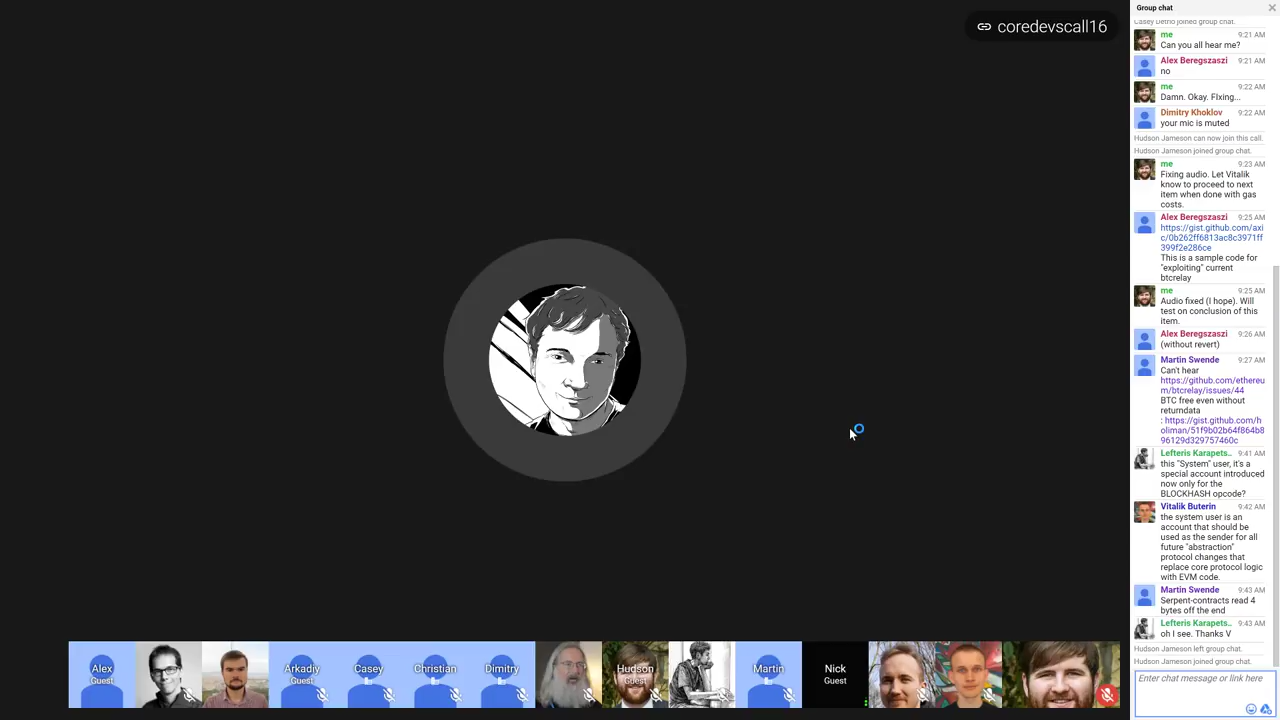 coredevscall16
Group chat
Casey Detrio joined group chat.
me 9:21 AM
Can you all hear me?
Alex Beregszaszi 9:21 AM
no
me 9:22 AM
Damn. Okay. FIxing...
Dimitry Khoklov 9:22 AM
your mic is muted
Hudson Jameson can now join this call.
Hudson Jameson joined group chat.
me 9:23 AM
Fixing audio. Let Vitalik
know to proceed to next
item when done with gas
costs.
Alex Beregszaszi 9:25 AM
https://gist.github.com/axi
c/0b262ff6813ac8c3971ff
399f2e286ce
This is a sample code for
"exploiting" current
btcrelay
me 9:25 AM
Audio fixed (I hope). Will
test on conclusion of this
item.
Alex Beregszaszi 9:26 AM
(without revert)
Martin Swende 9:27 AM
Can't hear
https://github.com/ethereu
m/btcrelay/issues/44
BTC free even without
returndata
: https://gist.github.com/h
oliman/51f9b02b64f864b8
96129d329757460c
Lefteris Karapets.. 9:41 AM
this "System" user, it's a
special account introduced
now only for the
BLOCKHASH opcode?
Vitalik Buterin 9:42 AM
the system user is an
account that should be
used as the sender for all
future "abstraction"
protocol changes that
replace core protocol logic
with EVM code.
Martin Swende 9:43 AM
Serpent-contracts read 4
bytes off the end
Lefteris Karapets.. 9:43 AM
oh I see. Thanks V
Hudson Jameson left group chat.
Hudson Jameson joined group chat.
Enter chat message or link here
Alex
Guest
Arkadiy
Guest
Casey
Guest
Christian
Guest
Dimitry
Guest
Hudson
Guest
Martin
Guest
Nick
Guest